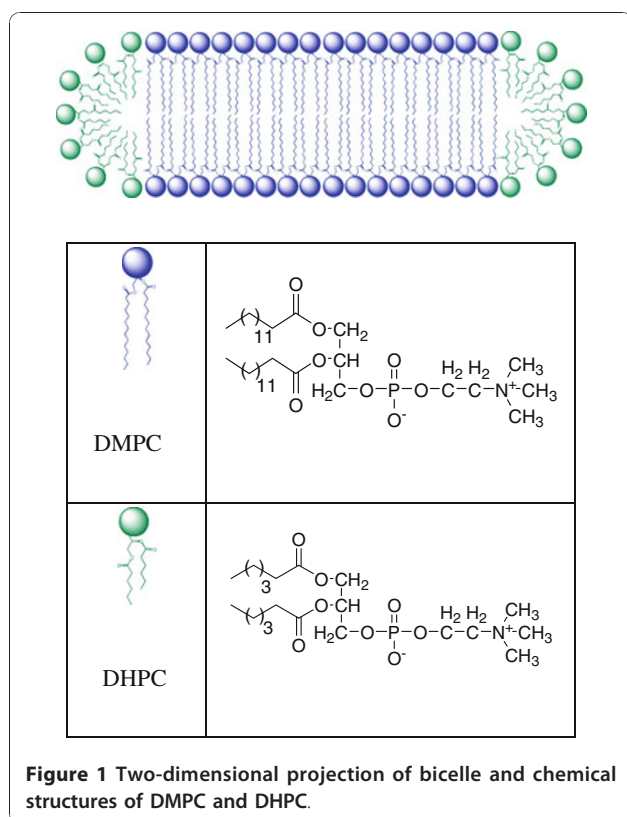 O
11
O-CH2
O-CH
11
O
H2C-O-P-O-C-C-N+-CH3
O
O-
H2 H2
CH3
CH3
DMPC
O
3
O-CH2
O-CH
3
O
H2C-O-P-O-C-C-N+-CH3
O
O-
H2 H2
CH3
CH3
DHPC
Figure 1 Two-dimensional projection of bicelle and chemical
structures of DMPC and DHPC.